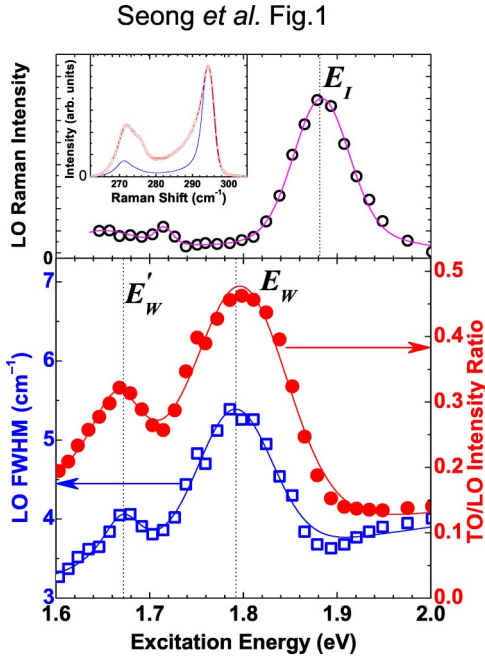 Seong et al. Fig.1
LO Raman Intensity
0
Intensity (arb. units)
0
270 280 290 300
Raman Shift (cm⁻¹)
E_I
7
6
5
4
3
LO FWHM (cm⁻¹)
E'_W
E_W
0.5
0.4
0.3
0.2
0.1
0.0
TO/LO Intensity Ratio
1.6 1.7 1.8 1.9 2.0
Excitation Energy (eV)